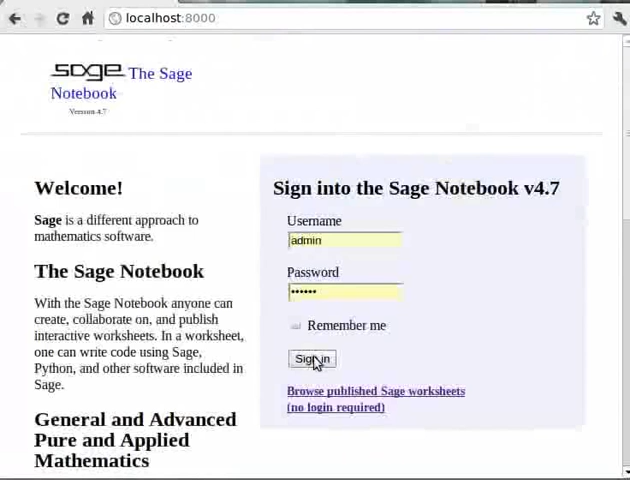 localhost:8000
sage The Sage
Notebook
Version 4.7
Welcome!
Sage is a different approach to
mathematics software.
The Sage Notebook
With the Sage Notebook anyone can
create, collaborate on, and publish
interactive worksheets. In a worksheet,
one can write code using Sage,
Python, and other software included in
Sage.
General and Advanced
Pure and Applied
Mathematics
Sign into the Sage Notebook v4.7
Username
admin
Password
••••••
Remember me
Sign in
Browse published Sage worksheets
(no login required)